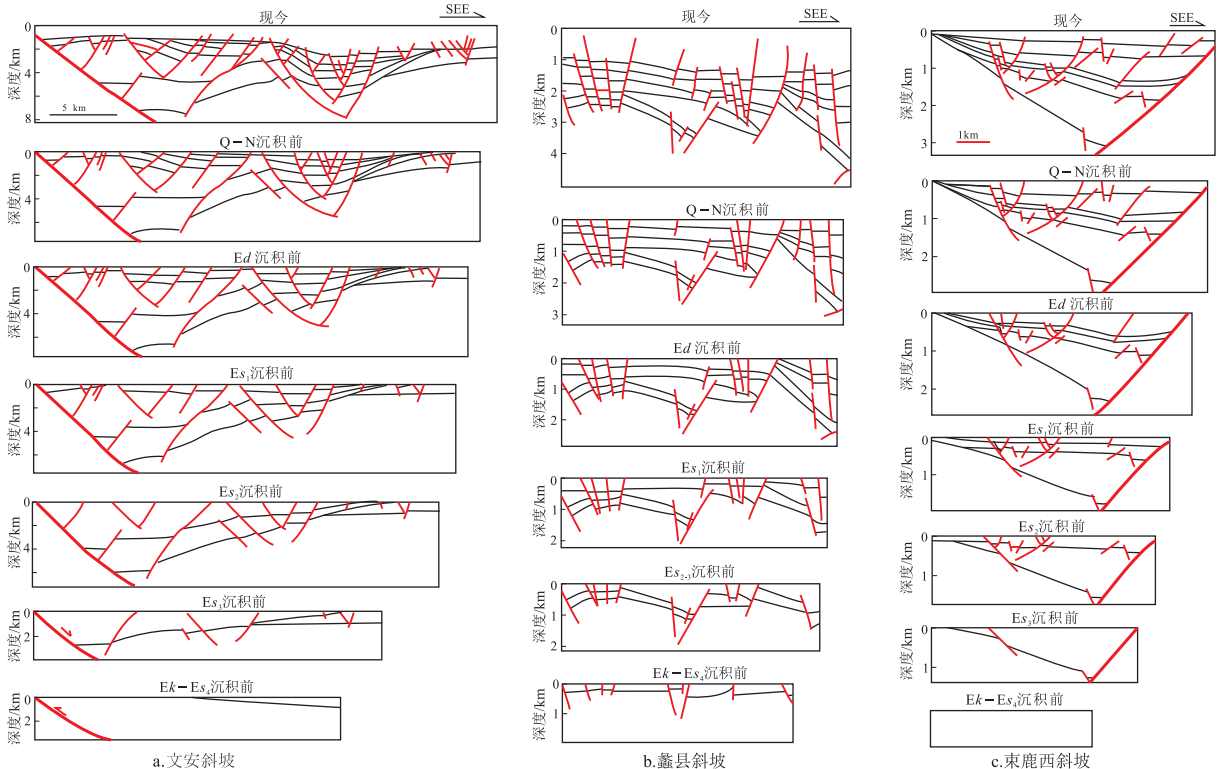 现今
SEE
0
2
4
6
8
深度/km
5 km
Q-N沉积前
0
2
4
深度/km
Ed 沉积前
0
2
4
深度/km
Es₁沉积前
0
2
4
深度/km
Es₂沉积前
0
2
4
深度/km
Es₃沉积前
0
2
深度/km
Ek-Es₄沉积前
0
2
深度/km
a.文安斜坡
现今
SEE
0
1
2
3
4
深度/km
Q-N沉积前
0
1
2
3
深度/km
Ed 沉积前
0
1
2
深度/km
Es₁沉积前
0
1
2
深度/km
Es₂₋₃沉积前
0
1
2
深度/km
Ek-Es₄沉积前
0
1
深度/km
b.蠡县斜坡
现今
SEE
0
1
2
3
深度/km
1km
Q-N沉积前
0
1
2
深度/km
Ed沉积前
0
1
2
深度/km
Es₁沉积前
0
1
深度/km
Es₂沉积前
0
1
深度/km
Es₃沉积前
0
1
深度/km
Ek-Es₄沉积前
c.束鹿西斜坡